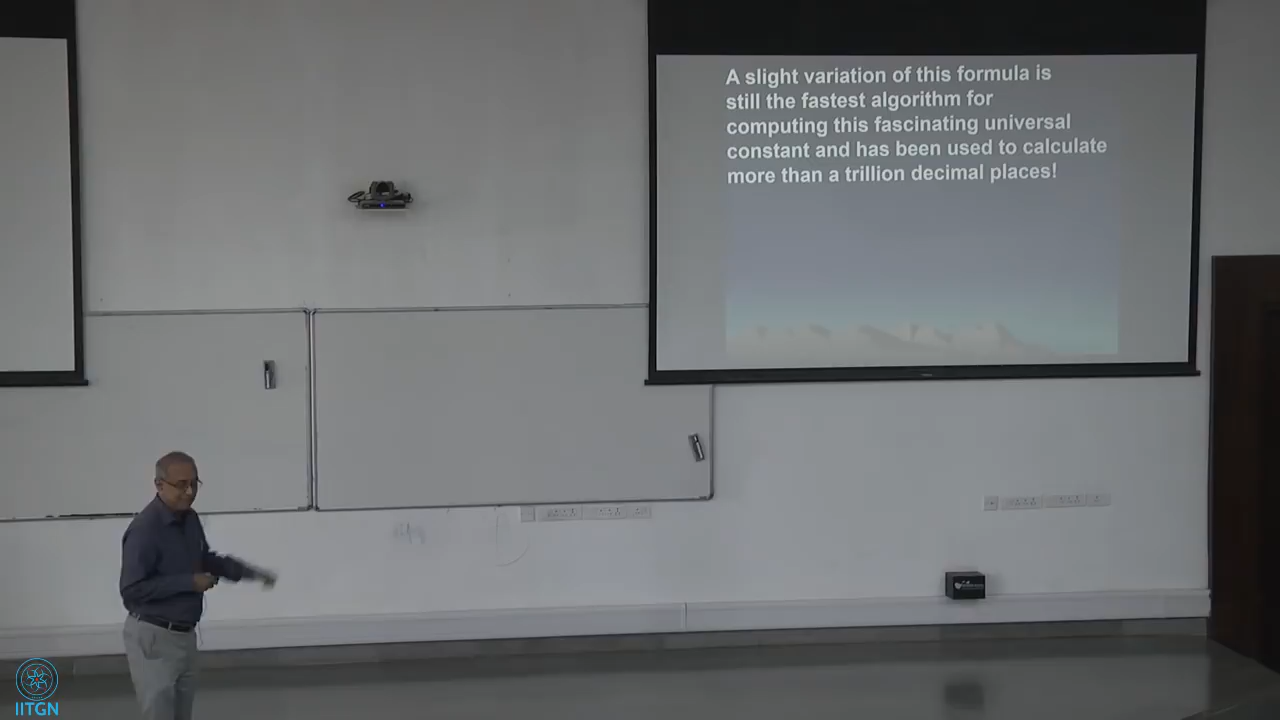 A slight variation of this formula is
still the fastest algorithm for
computing this fascinating universal
constant and has been used to calculate
more than a trillion decimal places!
IITGN